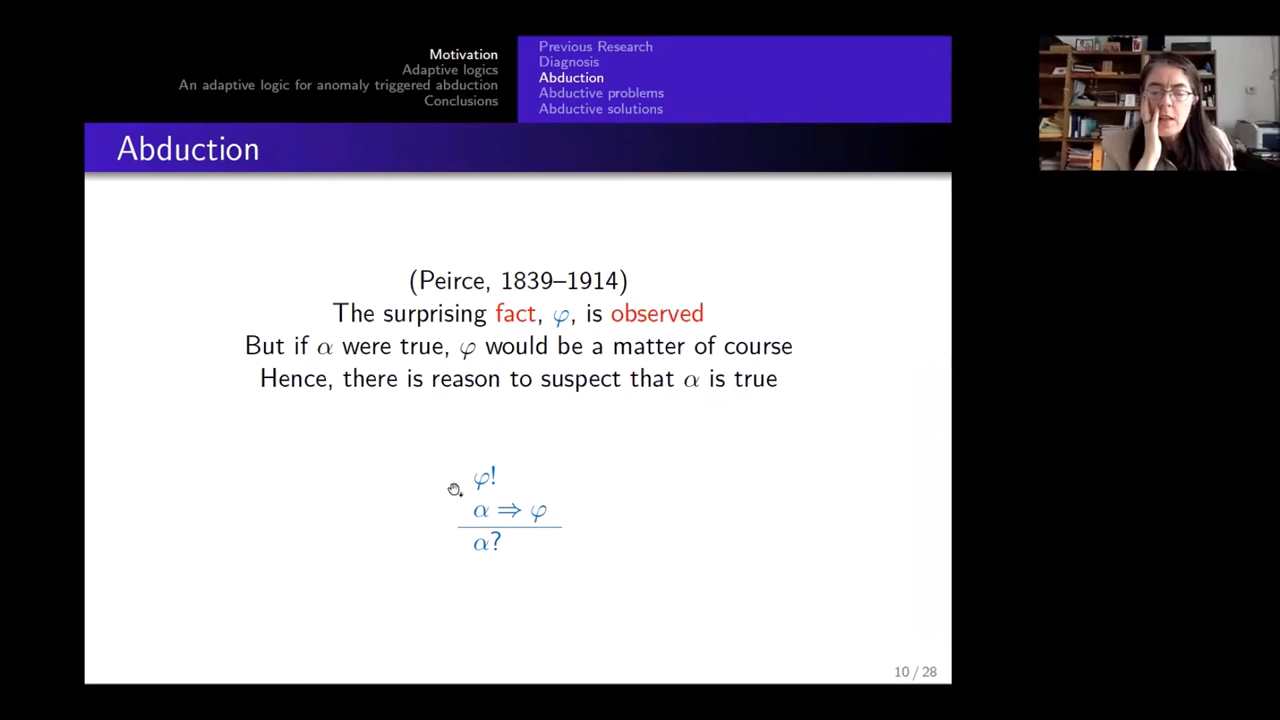 Motivation
Adaptive logics
An adaptive logic for anomaly triggered abduction
Conclusions
Previous Research
Diagnosis
Abduction
Abductive problems
Abductive solutions
Abduction
(Peirce, 1839–1914)
The surprising fact, φ, is observed
But if α were true, φ would be a matter of course
Hence, there is reason to suspect that α is true
φ!
α ⇒ φ
α?
10 / 28